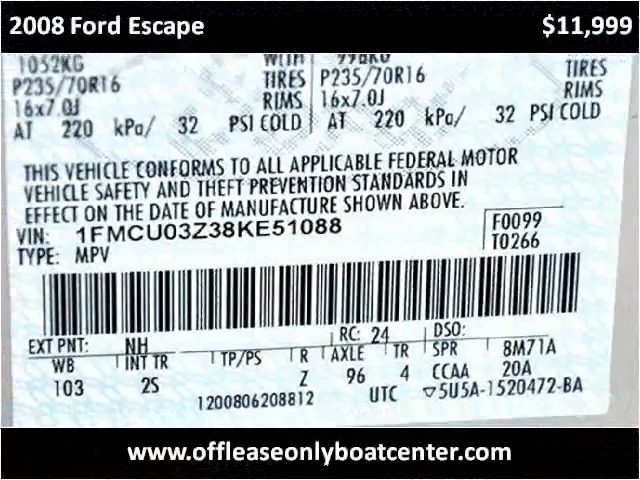 2008 Ford Escape $11,999
1052KG WITH 998KG
P235/70R16 TIRES P235/70R16 TIRES
16x7.0J RIMS 16x7.0J RIMS
AT 220 kPa/ 32 PSI COLD AT 220 kPa/ 32 PSI COLD
THIS VEHICLE CONFORMS TO ALL APPLICABLE FEDERAL MOTOR
VEHICLE SAFETY AND THEFT PREVENTION STANDARDS IN
EFFECT ON THE DATE OF MANUFACTURE SHOWN ABOVE.
VIN: 1FMCU03Z38KE51088 F0099
TYPE: MPV T0266
EXT PNT: NH RC: 24 DSO:
WB INT TR TP/PS R AXLE TR SPR 8M71A
103 2S Z 96 4 CCAA 20A
1200806208812 UTC ▽5U5A-1520472-BA
www.offleaseonlyboatcenter.com